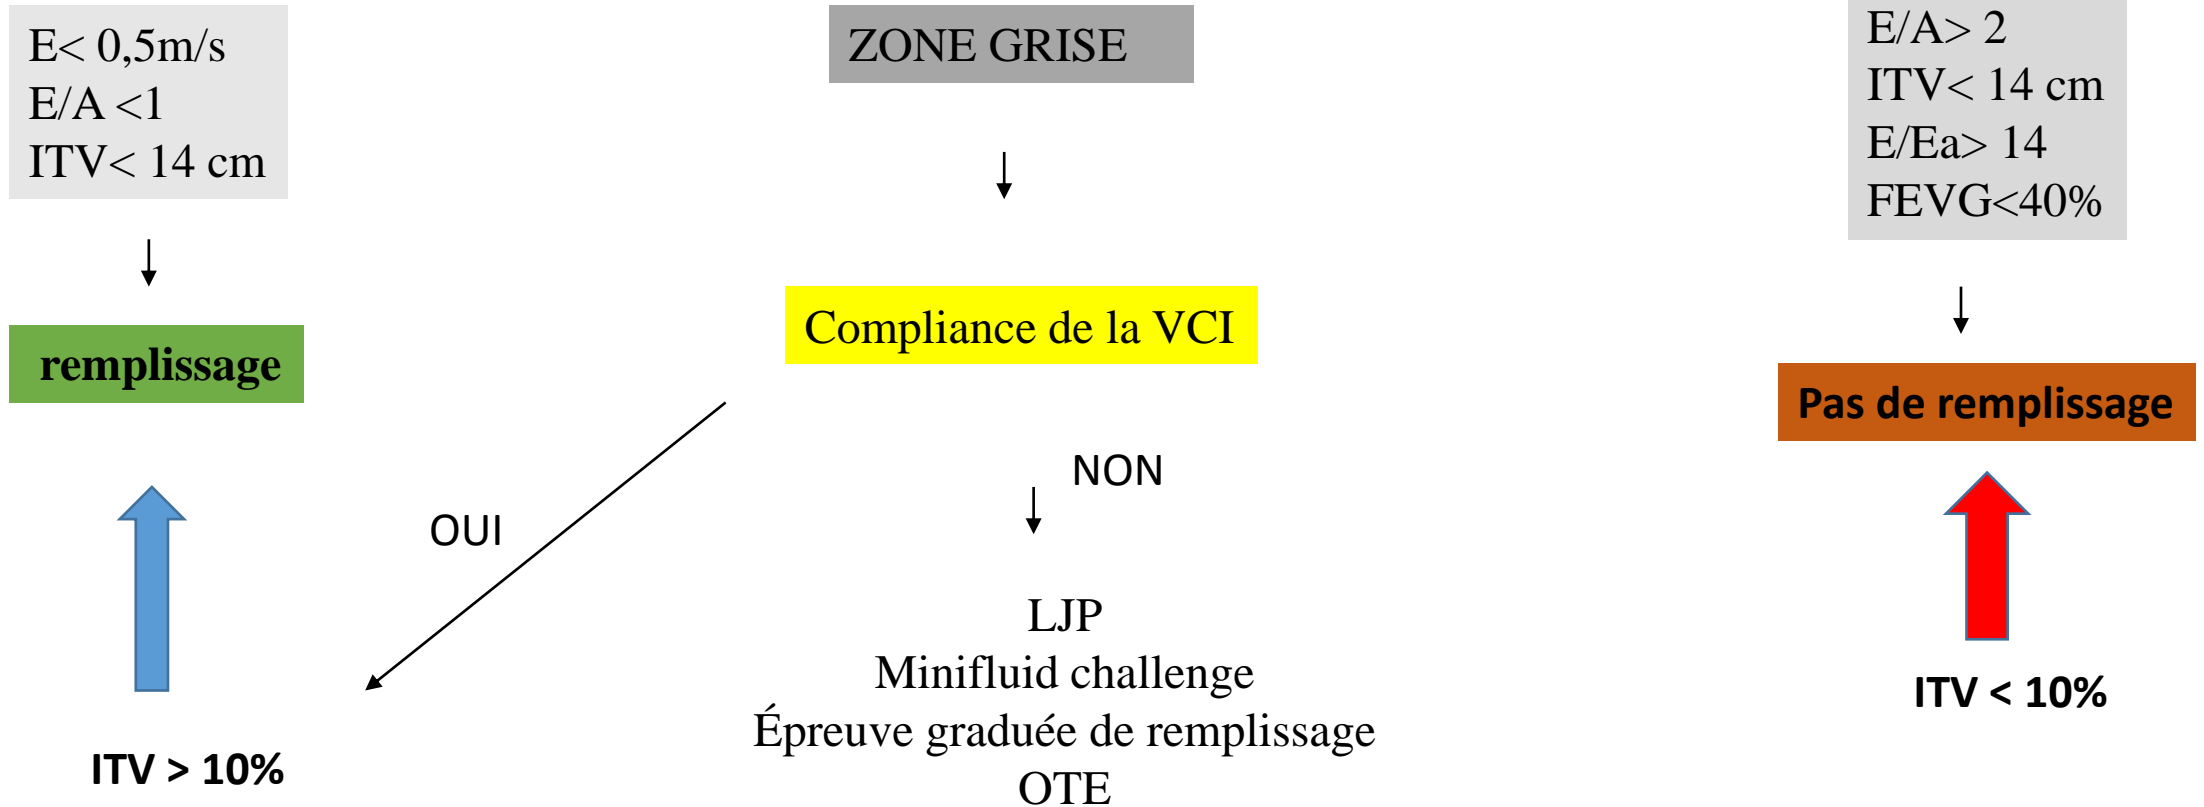 E< 0,5m/s
E/A <1
ITV< 14 cm
remplissage
ITV > 10%
ZONE GRISE
Compliance de la VCI
OUI
NON
LJP
Minifluid challenge
Épreuve graduée de remplissage
OTE
E/A> 2
ITV< 14 cm
E/Ea> 14
FEVG<40%
Pas de remplissage
ITV < 10%